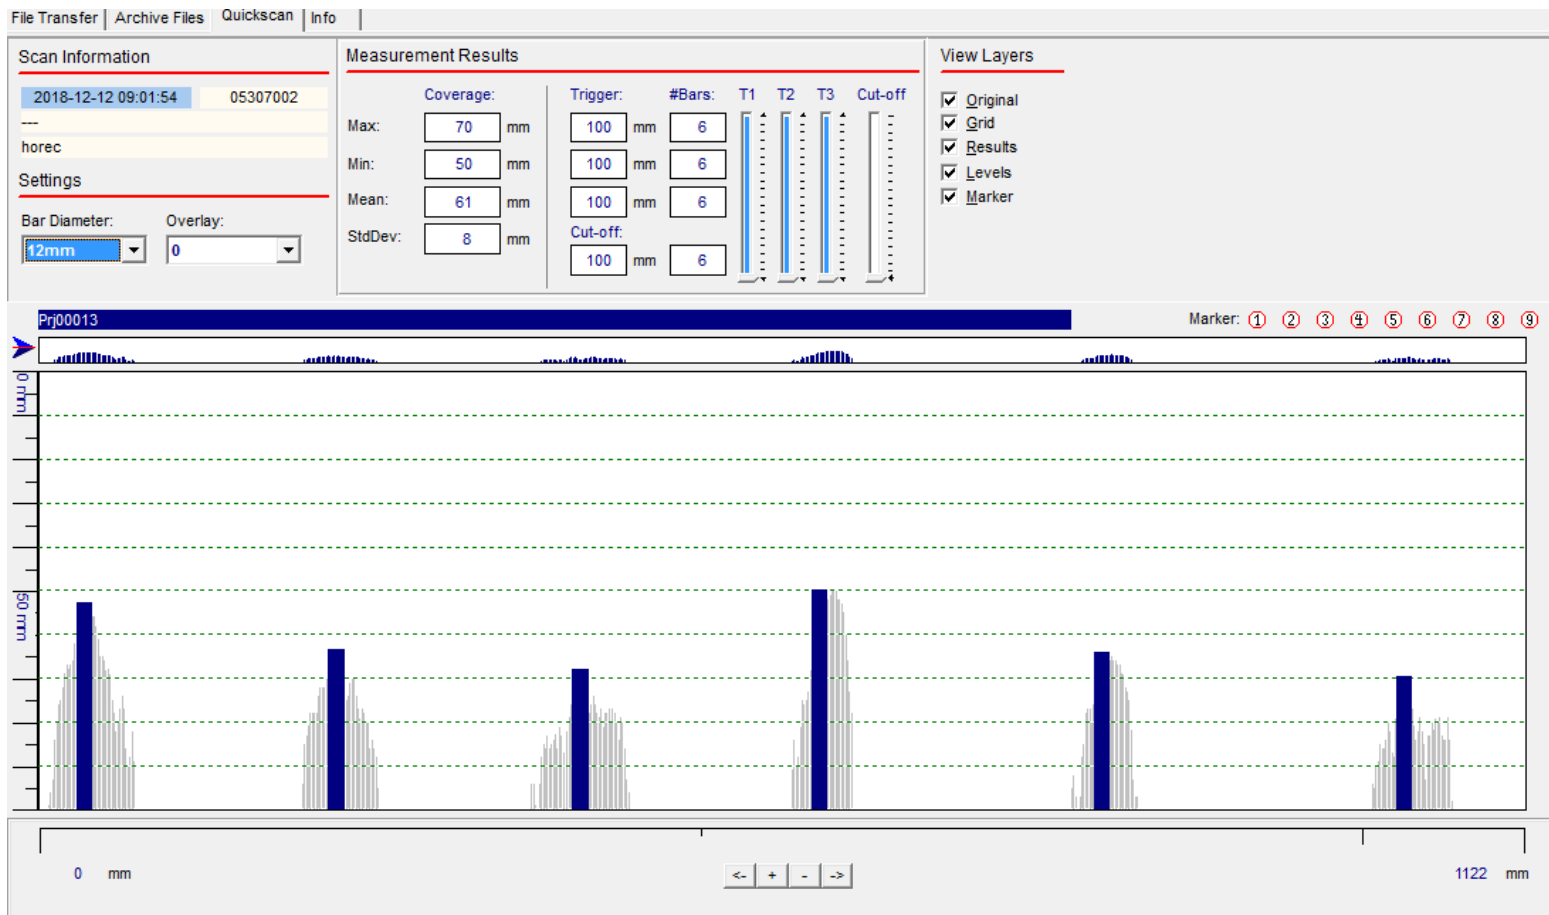 File Transfer Archive Files Quickscan Info
Scan Information
2018-12-12 09:01:54 05307002
---
horec
Settings
Bar Diameter: Overlay:
12mm 0
Measurement Results
Coverage: Trigger: #Bars: T1 T2 T3 Cut-off
Max: 70 mm 100 mm 6
Min: 50 mm 100 mm 6
Mean: 61 mm 100 mm 6
StdDev: 8 mm
Cut-off:
100 mm 6
View Layers
Original
Grid
Results
Levels
Marker
Prj00013 Marker: ① ② ③ ④ ⑤ ⑥ ⑦ ⑧ ⑨
0 mm
50 mm
0 mm <- + - -> 1122 mm